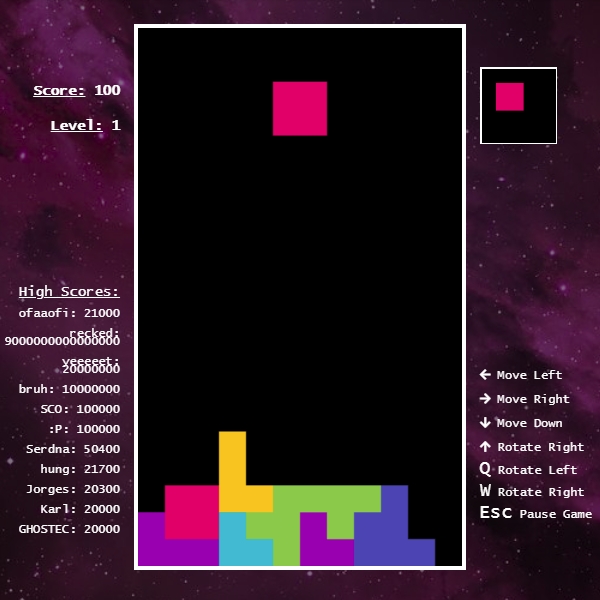 Score: 100
Level: 1
High Scores:
ofaaofi: 21000
recked:
9000000000000000
veeeeet:
20000000
bruh: 10000000
SCO: 100000
:P: 100000
Serdna: 50400
hung: 21700
Jorges: 20300
Karl: 20000
GHOSTEC: 20000
← Move Left
→ Move Right
↓ Move Down
↑ Rotate Right
Q Rotate Left
W Rotate Right
Esc Pause Game